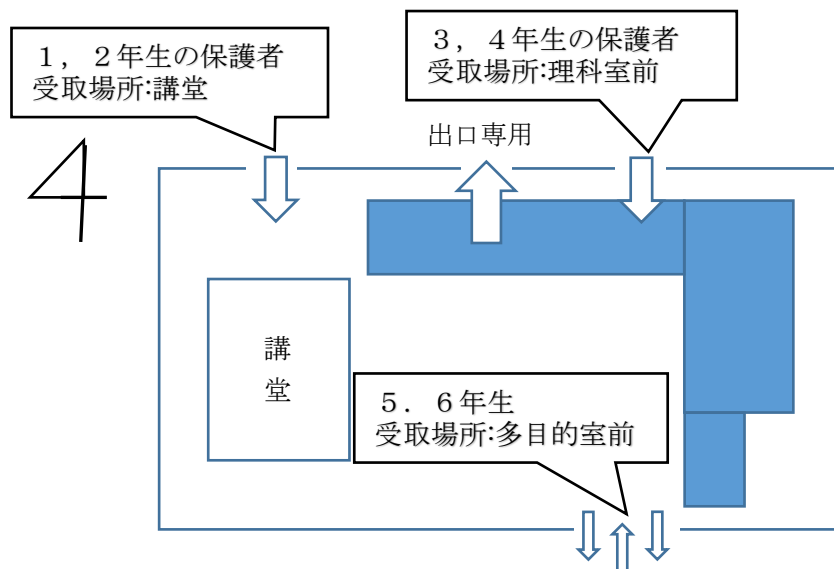 １，２年生の保護者
受取場所:講堂
３，４年生の保護者
受取場所:理科室前
出口専用
講
堂
５．６年生
受取場所:多目的室前